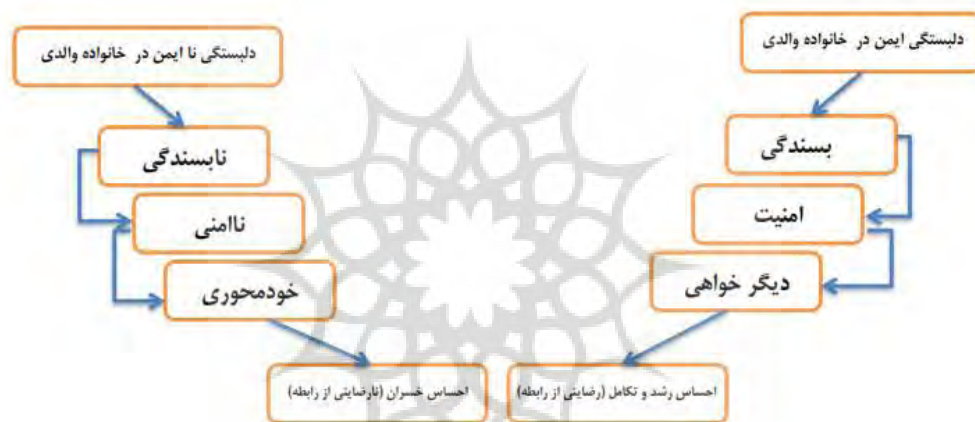 دلبستگی ایمن در خانواده والدی
بسندگی
امنیت
دیگر خواهی
احساس رشد و تکامل (رضایتی از رابطه)
دلبستگی نا ایمن در خانواده والدی
نابسندگی
ناامنی
خودمحوری
احساس خسران (نارضایتی از رابطه)